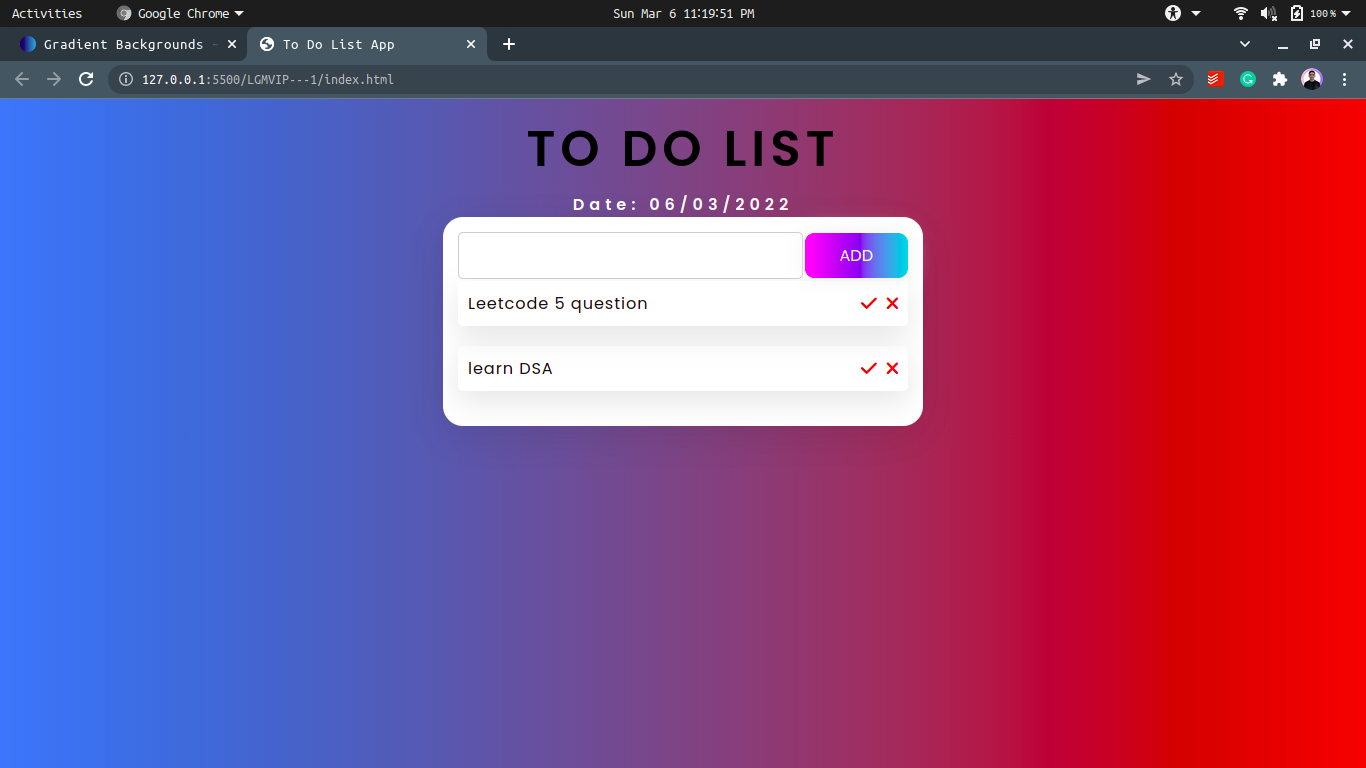 Activities
Google Chrome
Sun Mar 6 11:19:51 PM
100%
Gradient Backgrounds
To Do List App
127.0.0.1:5500/LGMVIP---1/index.html
TO DO LIST
Date: 06/03/2022
ADD
Leetcode 5 question
learn DSA